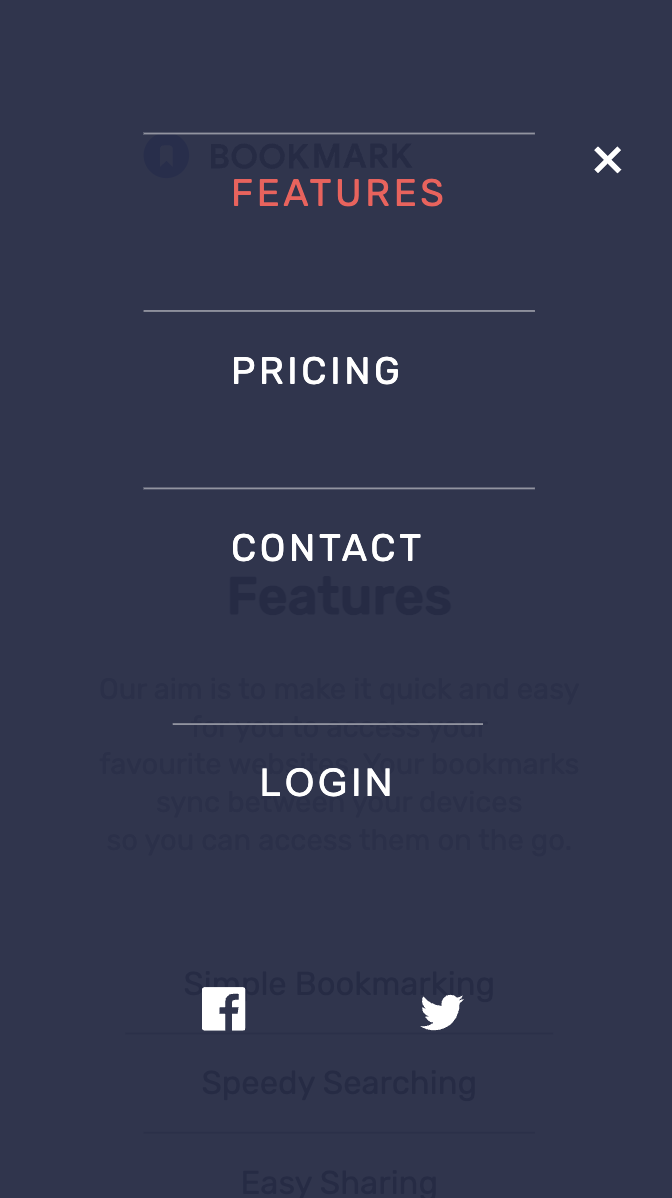 BOOKMARK
FEATURES
PRICING
CONTACT
Features
Our aim is to make it quick and easy
for you to access your
favourite websites. Your bookmarks
LOGIN
sync between your devices
so you can access them on the go.
Simple Bookmarking
Speedy Searching
Easy Sharing